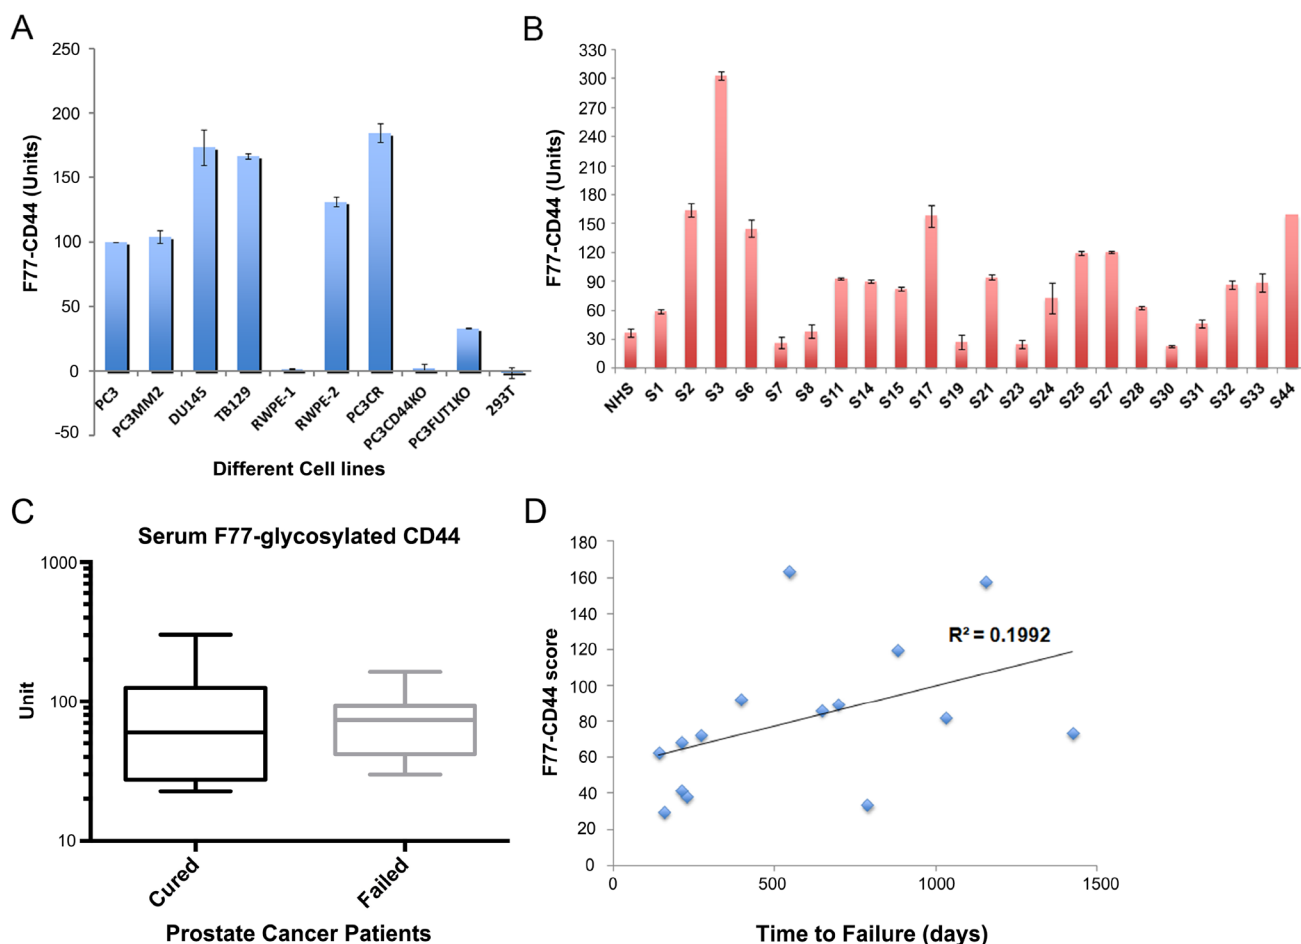 A
250
200
150
100
50
0
-50
F77-CD44 (Units)
PC3
PC3MM2
DU145
TB129
RWPE-1
RWPE-2
PC3CR
PC3CD44KO
PC3FUT1KO
293T
Different Cell lines
B
330
300
270
240
210
180
150
120
90
60
30
0
F77-CD44 (Units)
NHS
S1
S2
S3
S6
S7
S8
S11
S14
S15
S17
S19
S21
S23
S24
S25
S27
S28
S30
S31
S32
S33
S44
C
Serum F77-glycosylated CD44
1000
100
10
Unit
Cured
Failed
Prostate Cancer Patients
D
180
160
140
120
100
80
60
40
20
0
F77-CD44 score
R² = 0.1992
0
500
1000
1500
Time to Failure (days)